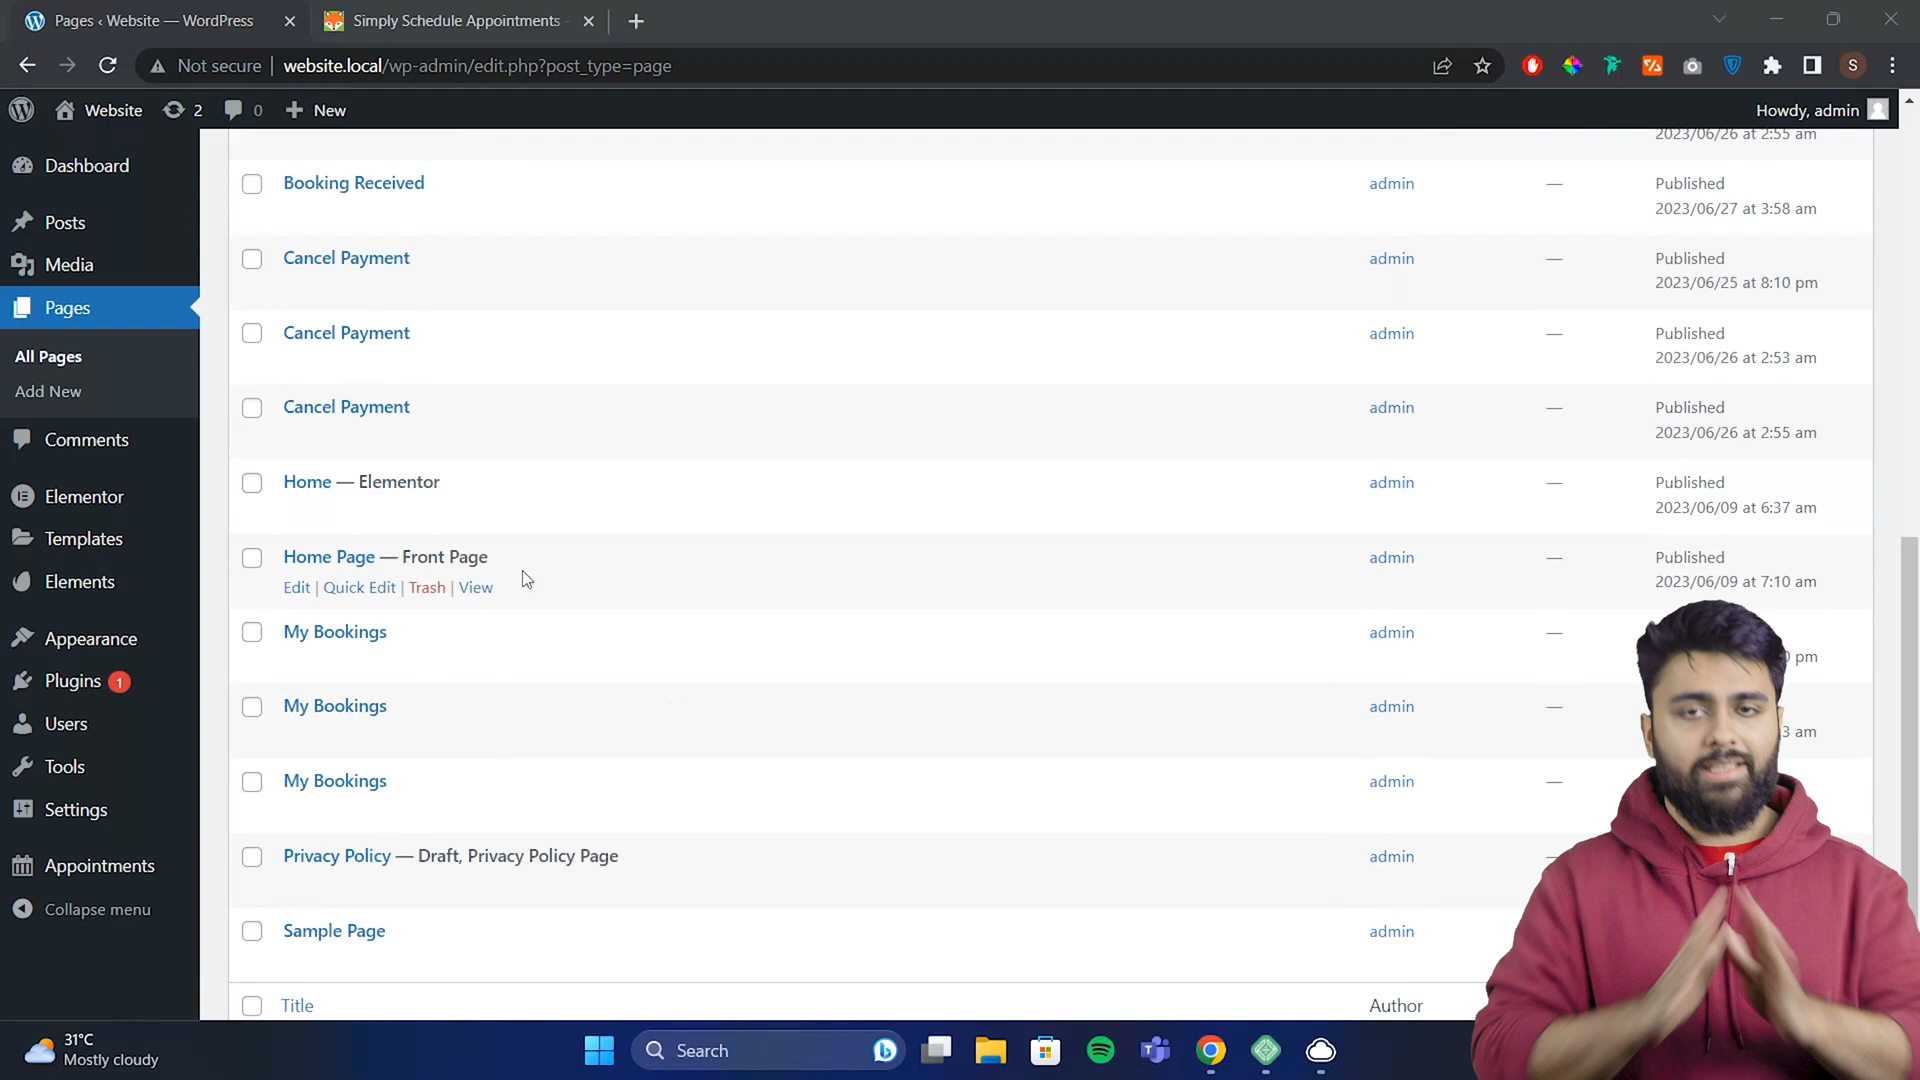 Pages ‹ Website — WordPress
Simply Schedule Appointments -
Not secure
website.local/wp-admin/edit.php?post_type=page
S
Website
2
0
New
Howdy, admin
Dashboard
Posts
Media
Pages
All Pages
Add New
Comments
Elementor
Templates
Elements
Appearance
Plugins 1
Users
Tools
Settings
Appointments
Collapse menu
2023/06/26 at 2:55 am
Booking Received admin — Published
2023/06/27 at 3:58 am
Cancel Payment admin — Published
2023/06/25 at 8:10 pm
Cancel Payment admin — Published
2023/06/26 at 2:53 am
Cancel Payment admin — Published
2023/06/26 at 2:55 am
Home — Elementor admin — Published
2023/06/09 at 6:37 am
Home Page — Front Page admin — Published
Edit | Quick Edit | Trash | View 2023/06/09 at 7:10 am
My Bookings admin —
pm
My Bookings admin —
3 am
My Bookings admin —
Privacy Policy — Draft, Privacy Policy Page admin
Sample Page admin
Title Author
31°C
Mostly cloudy
Search